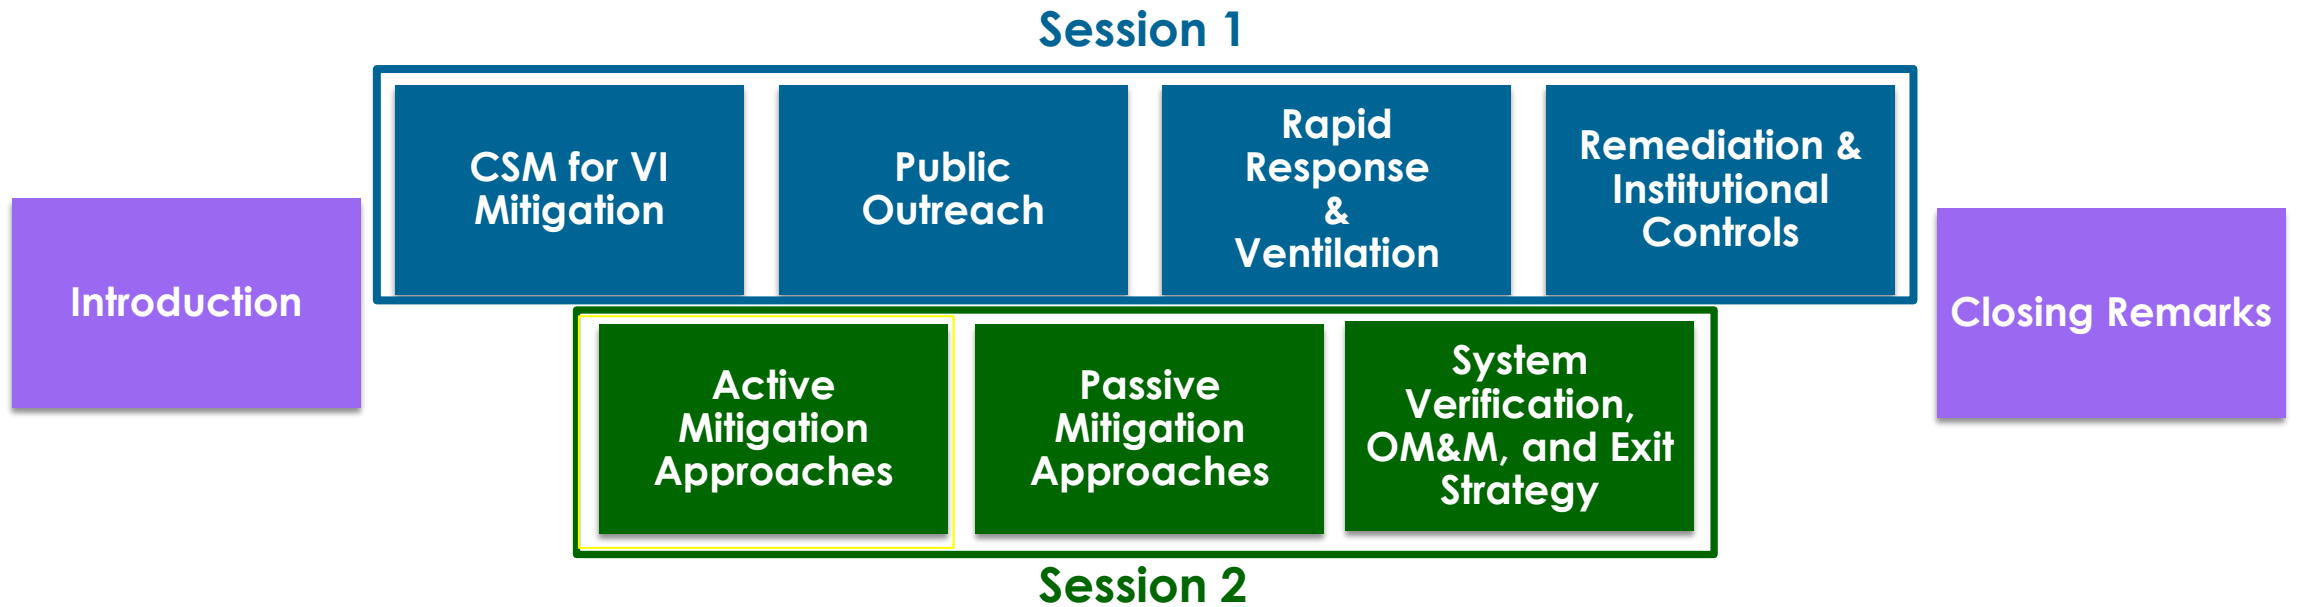 Session 1
Introduction
CSM for VI
Mitigation
Public
Outreach
Rapid
Response
&
Ventilation
Remediation &
Institutional
Controls
Active
Mitigation
Approaches
Passive
Mitigation
Approaches
System
Verification,
OM&M, and Exit
Strategy
Session 2
Closing Remarks